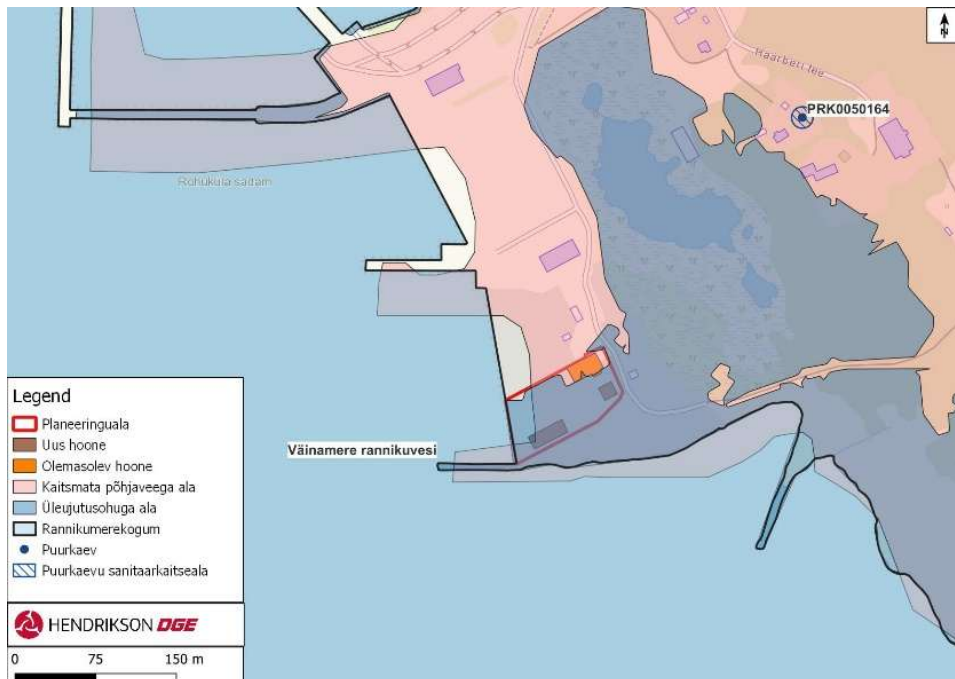 N
Haarberi tee
PRK0050164
Rohuküla sadam
Väinamere rannikuvesi
Legend
Planeeringuala
Uus hoone
Olemasolev hoone
Kaitsmata põhjaveega ala
Üleujutusohuga ala
Rannikumerekogum
Puurkaev
Puurkaevu sanitaarkaitseala
HENDRIKSON DGE
0 75 150 m